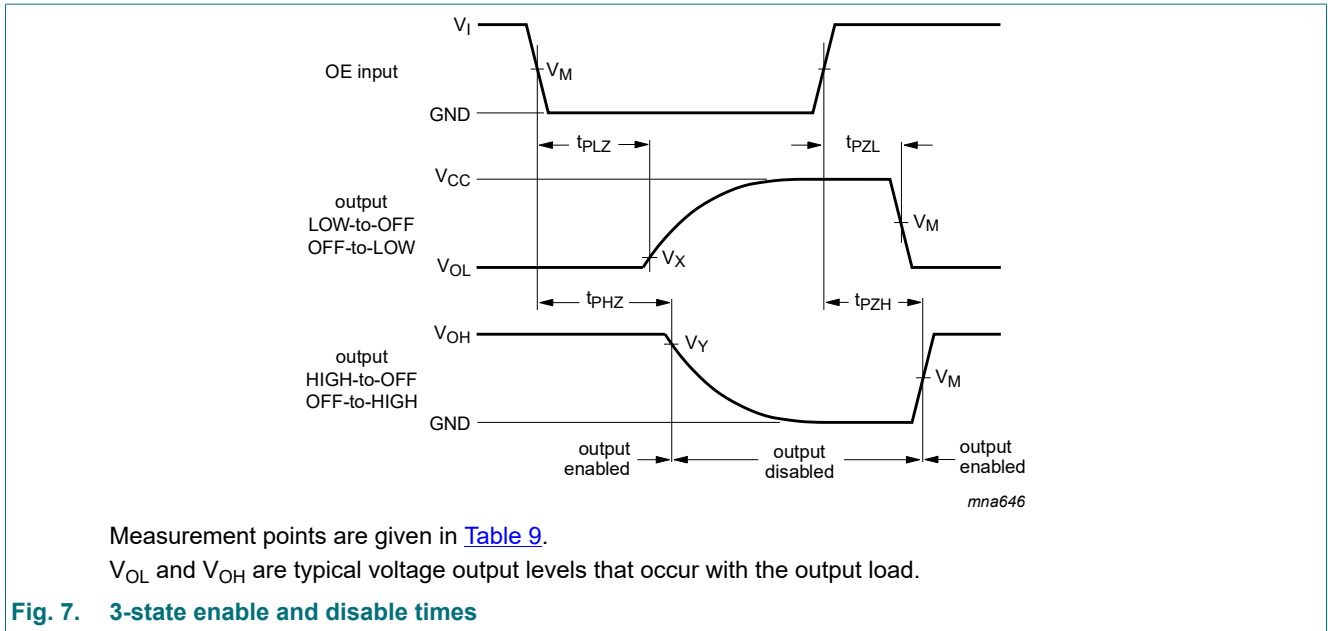 V_I
OE input
V_M
GND
t_PLZ
t_PZL
V_CC
output
LOW-to-OFF
OFF-to-LOW
V_M
V_X
V_OL
t_PHZ
t_PZH
V_OH
V_Y
output
HIGH-to-OFF
OFF-to-HIGH
V_M
GND
output
enabled
output
disabled
output
enabled
mna646
Measurement points are given in Table 9.
V_OL and V_OH are typical voltage output levels that occur with the output load.
Fig. 7. 3-state enable and disable times